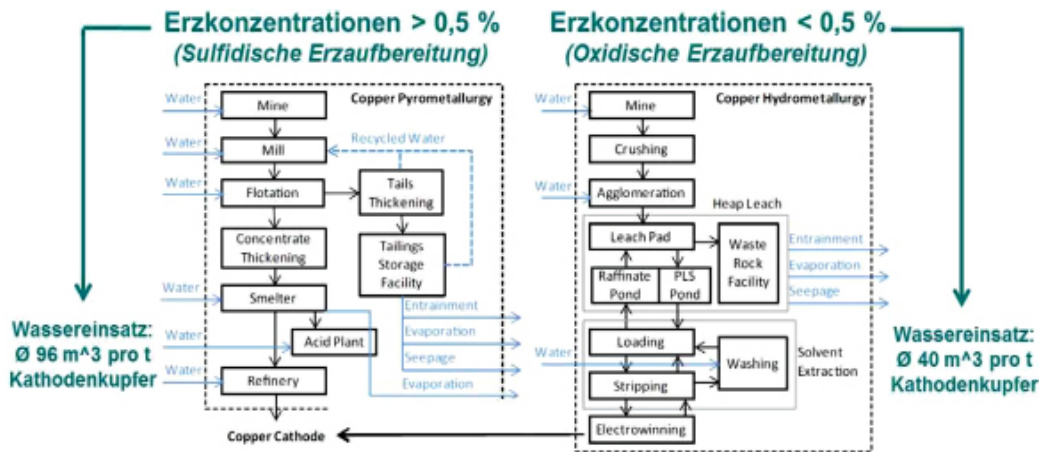 Erzkonzentrationen > 0,5 %
(Sulfidische Erzaufbereitung)
Erzkonzentrationen < 0,5 %
(Oxidische Erzaufbereitung)
Wassereinsatz:
Ø 96 m^3 pro t
Kathodenkupfer
Copper Pyrometallurgy
Water
Mine
Water
Mill
Recycled Water
Water
Flotation
Tails
Thickening
Concentrate
Thickening
Tailings
Storage
Facility
Water
Smelter
Entrainment
Water
Acid Plant
Evaporation
Seepage
Water
Refinery
Evaporation
Copper Cathode
Copper Hydrometallurgy
Water
Mine
Crushing
Water
Agglomeration
Heap Leach
Leach Pad
Waste
Rock
Facility
Raffinate
Pond
PLS
Pond
Entrainment
Evaporation
Seepage
Loading
Water
Washing
Solvent
Extraction
Stripping
Electrowinning
Wassereinsatz:
Ø 40 m^3 pro t
Kathodenkupfer